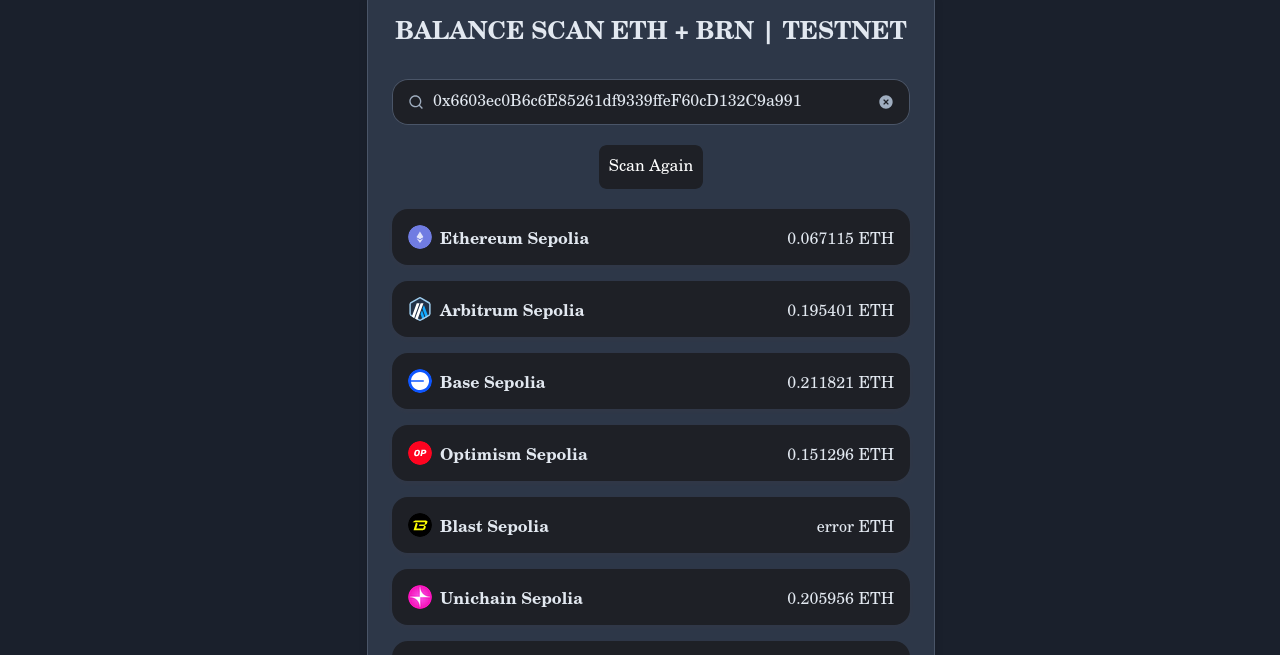 BALANCE SCAN ETH + BRN | TESTNET
0x6603ec0B6c6E85261df9339ffeF60cD132C9a991
Scan Again
Ethereum Sepolia 0.067115 ETH
Arbitrum Sepolia 0.195401 ETH
Base Sepolia 0.211821 ETH
OP Optimism Sepolia 0.151296 ETH
Blast Sepolia error ETH
Unichain Sepolia 0.205956 ETH